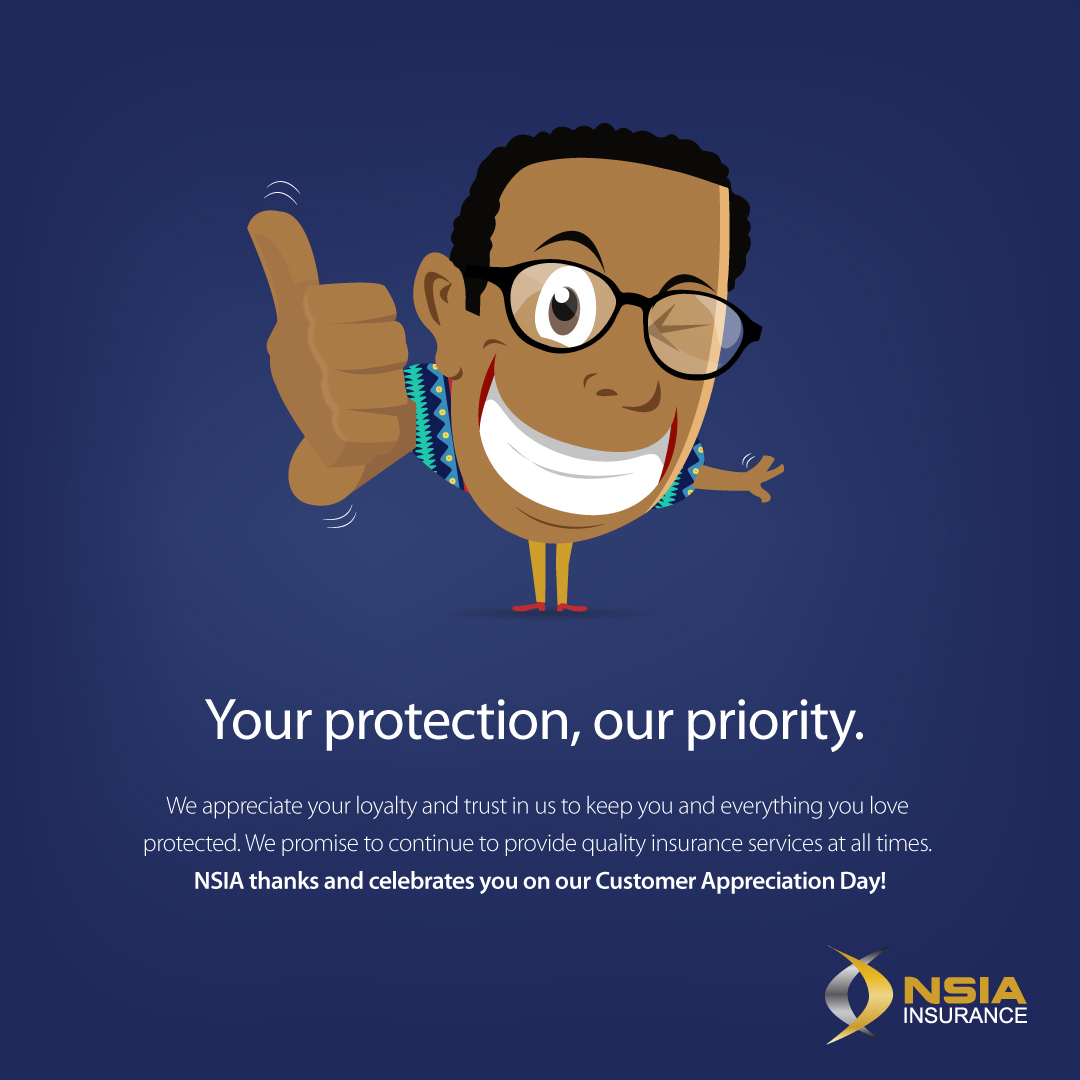 Your protection, our priority.
We appreciate your loyalty and trust in us to keep you and everything you love
protected. We promise to continue to provide quality insurance services at all times.
NSIA thanks and celebrates you on our Customer Appreciation Day!
NSIA
INSURANCE